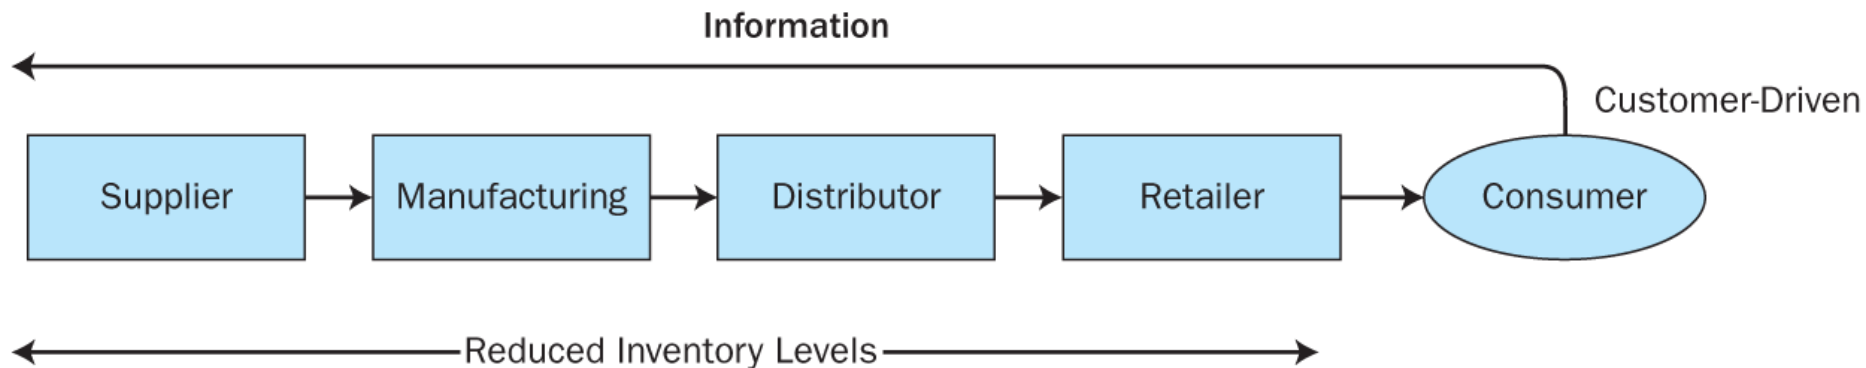 Information
Customer-Driven
Supplier
Manufacturing
Distributor
Retailer
Consumer
Reduced Inventory Levels